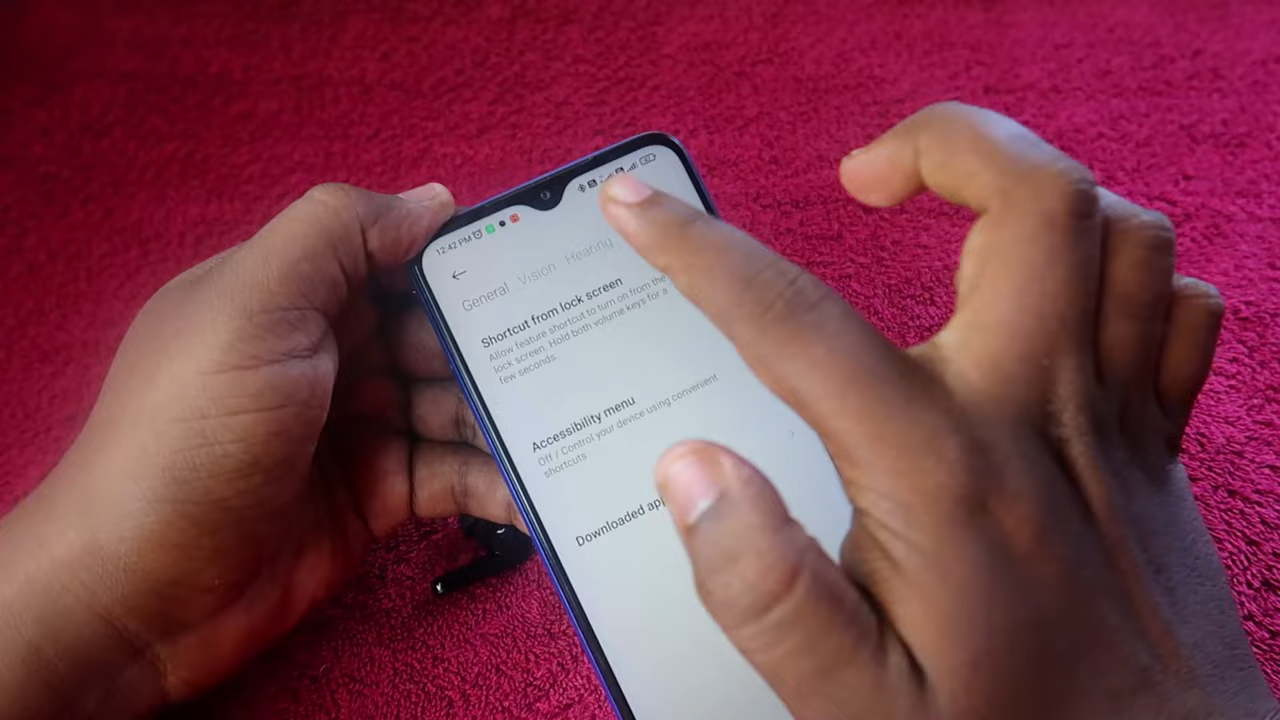 12:42 PM
General Vision Hearing
Shortcut from lock screen
Allow feature shortcut to turn on from the
lock screen. Hold both volume keys for a
few seconds.
Accessibility menu
Off / Control your device using convenient
shortcuts
Downloaded